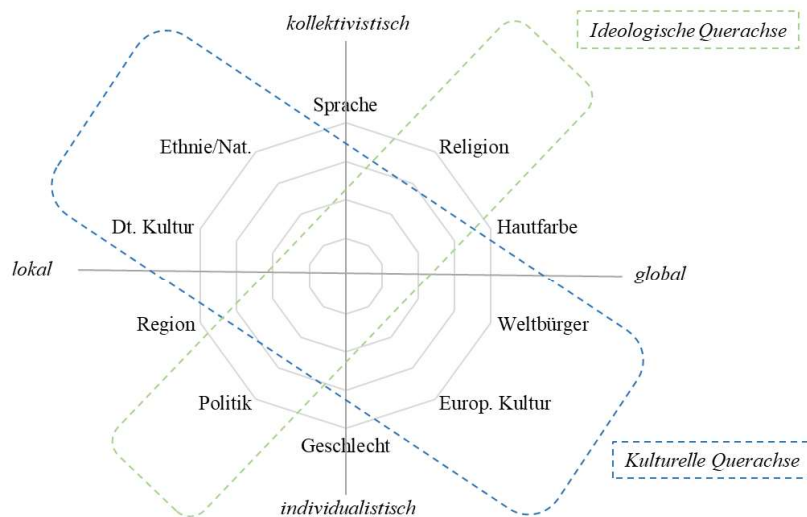 kollektivistisch
Ideologische Querachse
Sprache
Ethnie/Nat.
Religion
Dt. Kultur
Hautfarbe
lokal
global
Region
Weltbürger
Politik
Europ. Kultur
Geschlecht
Kulturelle Querachse
individualistisch